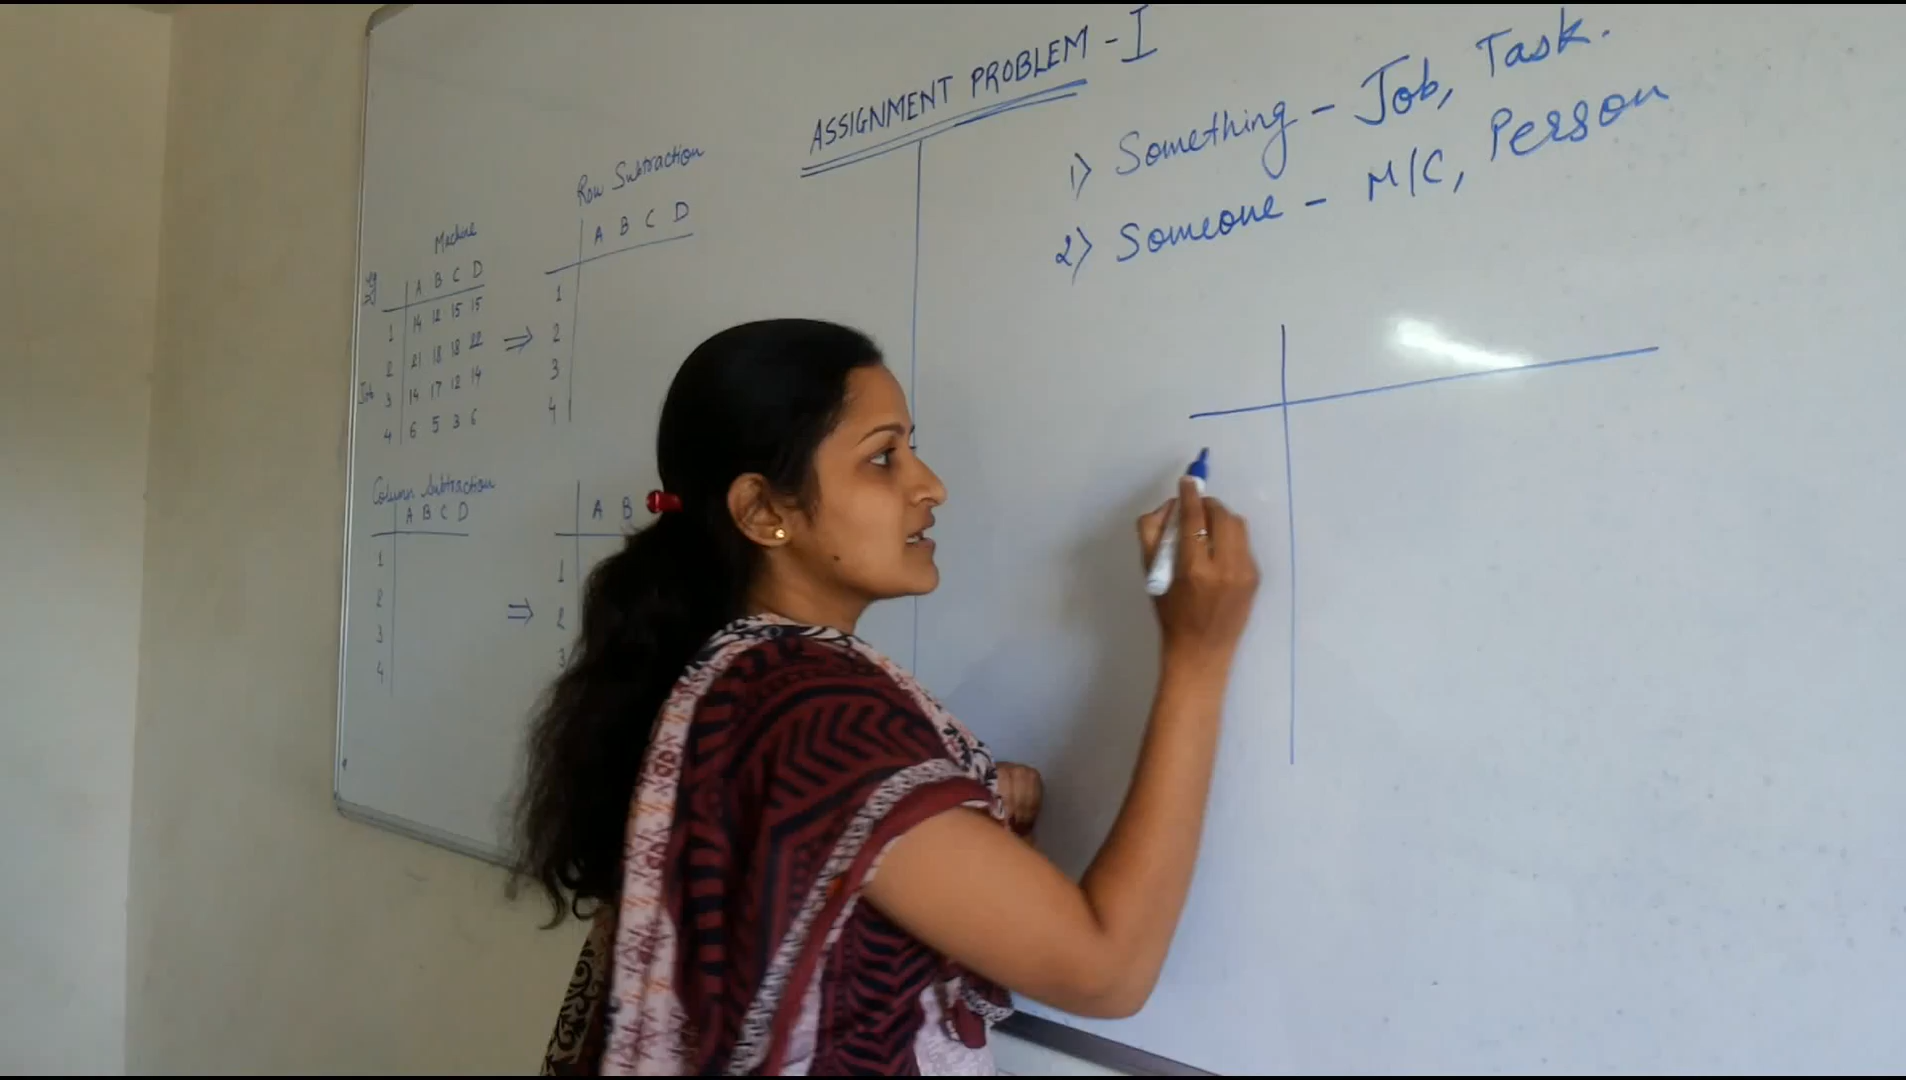 ASSIGNMENT PROBLEM - I
Row Subtraction
A B C D
1
2
3
4
Machine
eg
A B C D
1 14 12 15 15
2 21 18 18 22
Job
3 14 17 12 14
4 6 5 3 6
Column Subtraction
A B C D
1
2
3
4
A B
1
2
3
1) Something - Job, Task.
2) Someone - M/C, Person